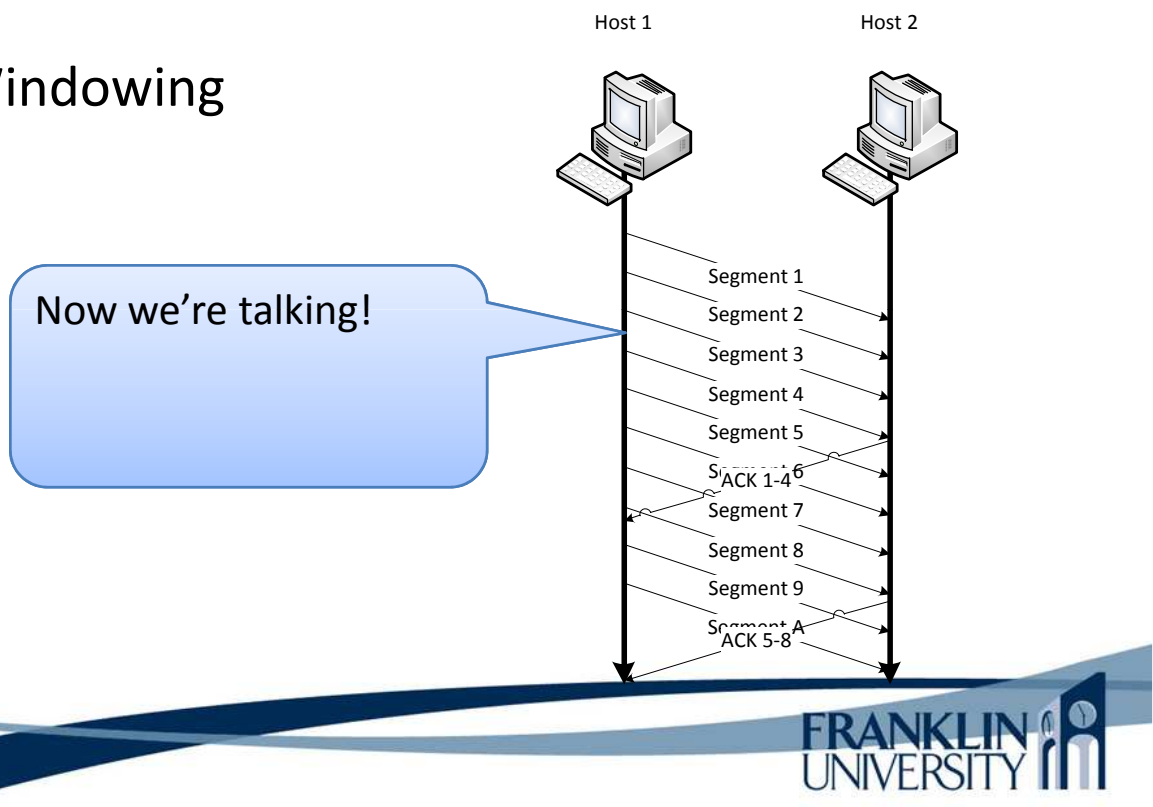 Host 1
Host 2
indowing
Now we're talking!
Segment 1
Segment 2
Segment 3
Segment 4
Segment 5
ACK 1-4
Segment 7
Segment 8
Segment 9
ACK 5-8
FRANKLIN
UNIVERSITY